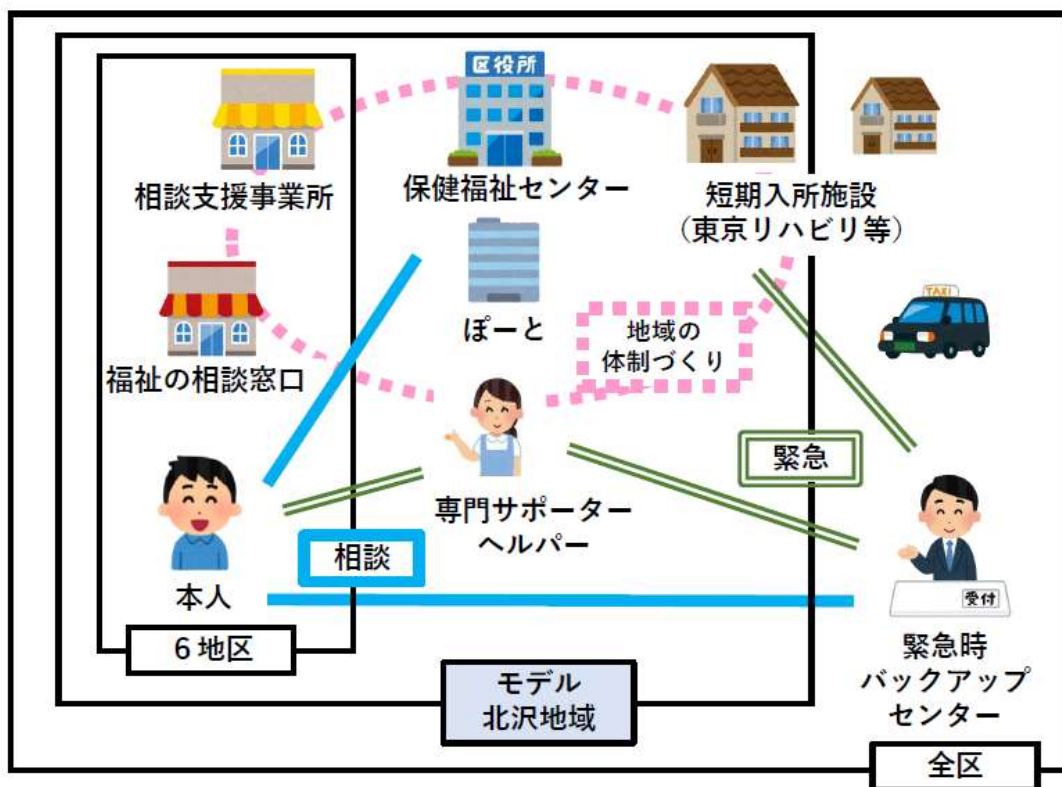 区役所
相談支援事業所
保健福祉センター
短期入所施設
（東京リハビリ等）
ぽーと
TAXI
福祉の相談窓口
地域の
体制づくり
緊急
専門サポーター
ヘルパー
相談
本人
受付
6地区
緊急時
バックアップ
センター
モデル
北沢地域
全区